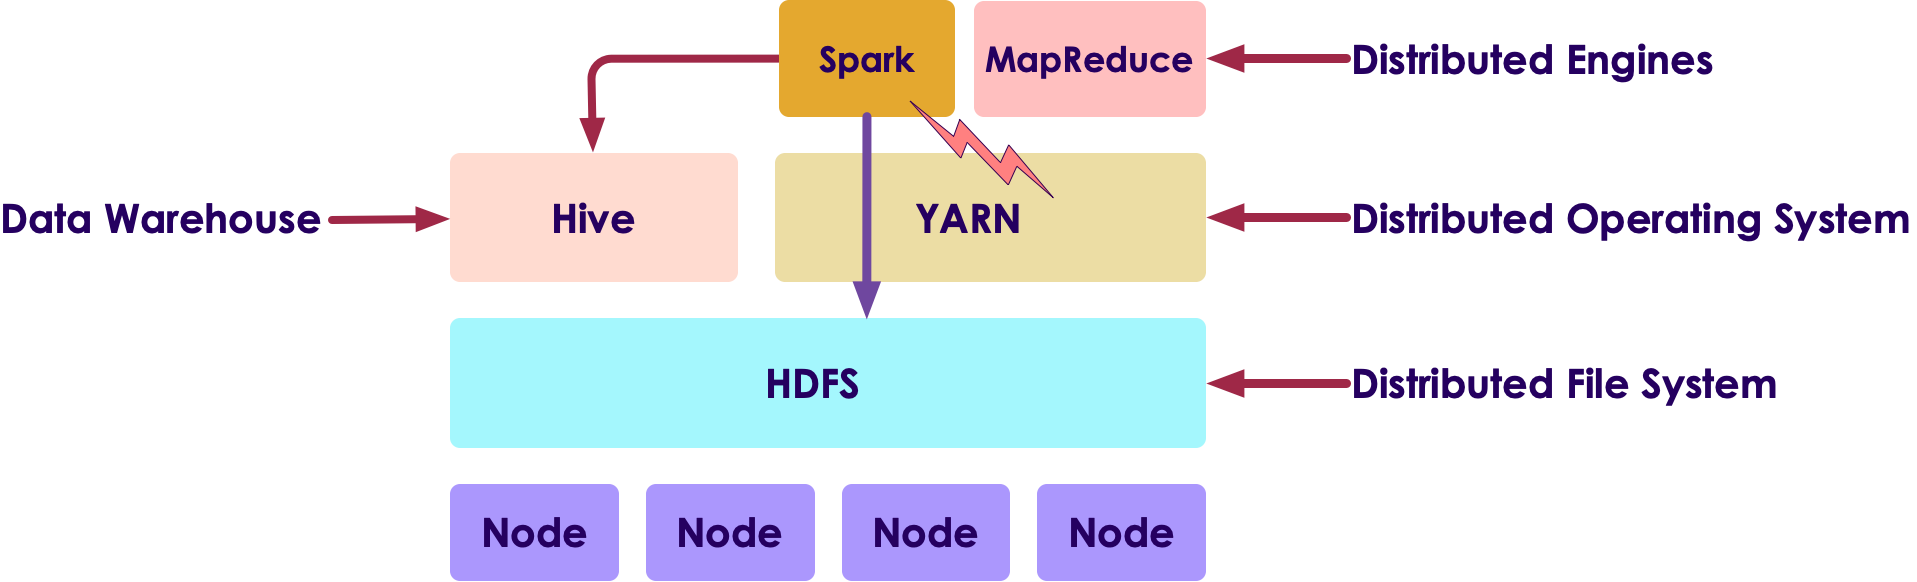 Spark
MapReduce
Distributed Engines
Data Warehouse
Hive
YARN
Distributed Operating System
HDFS
Distributed File System
Node
Node
Node
Node